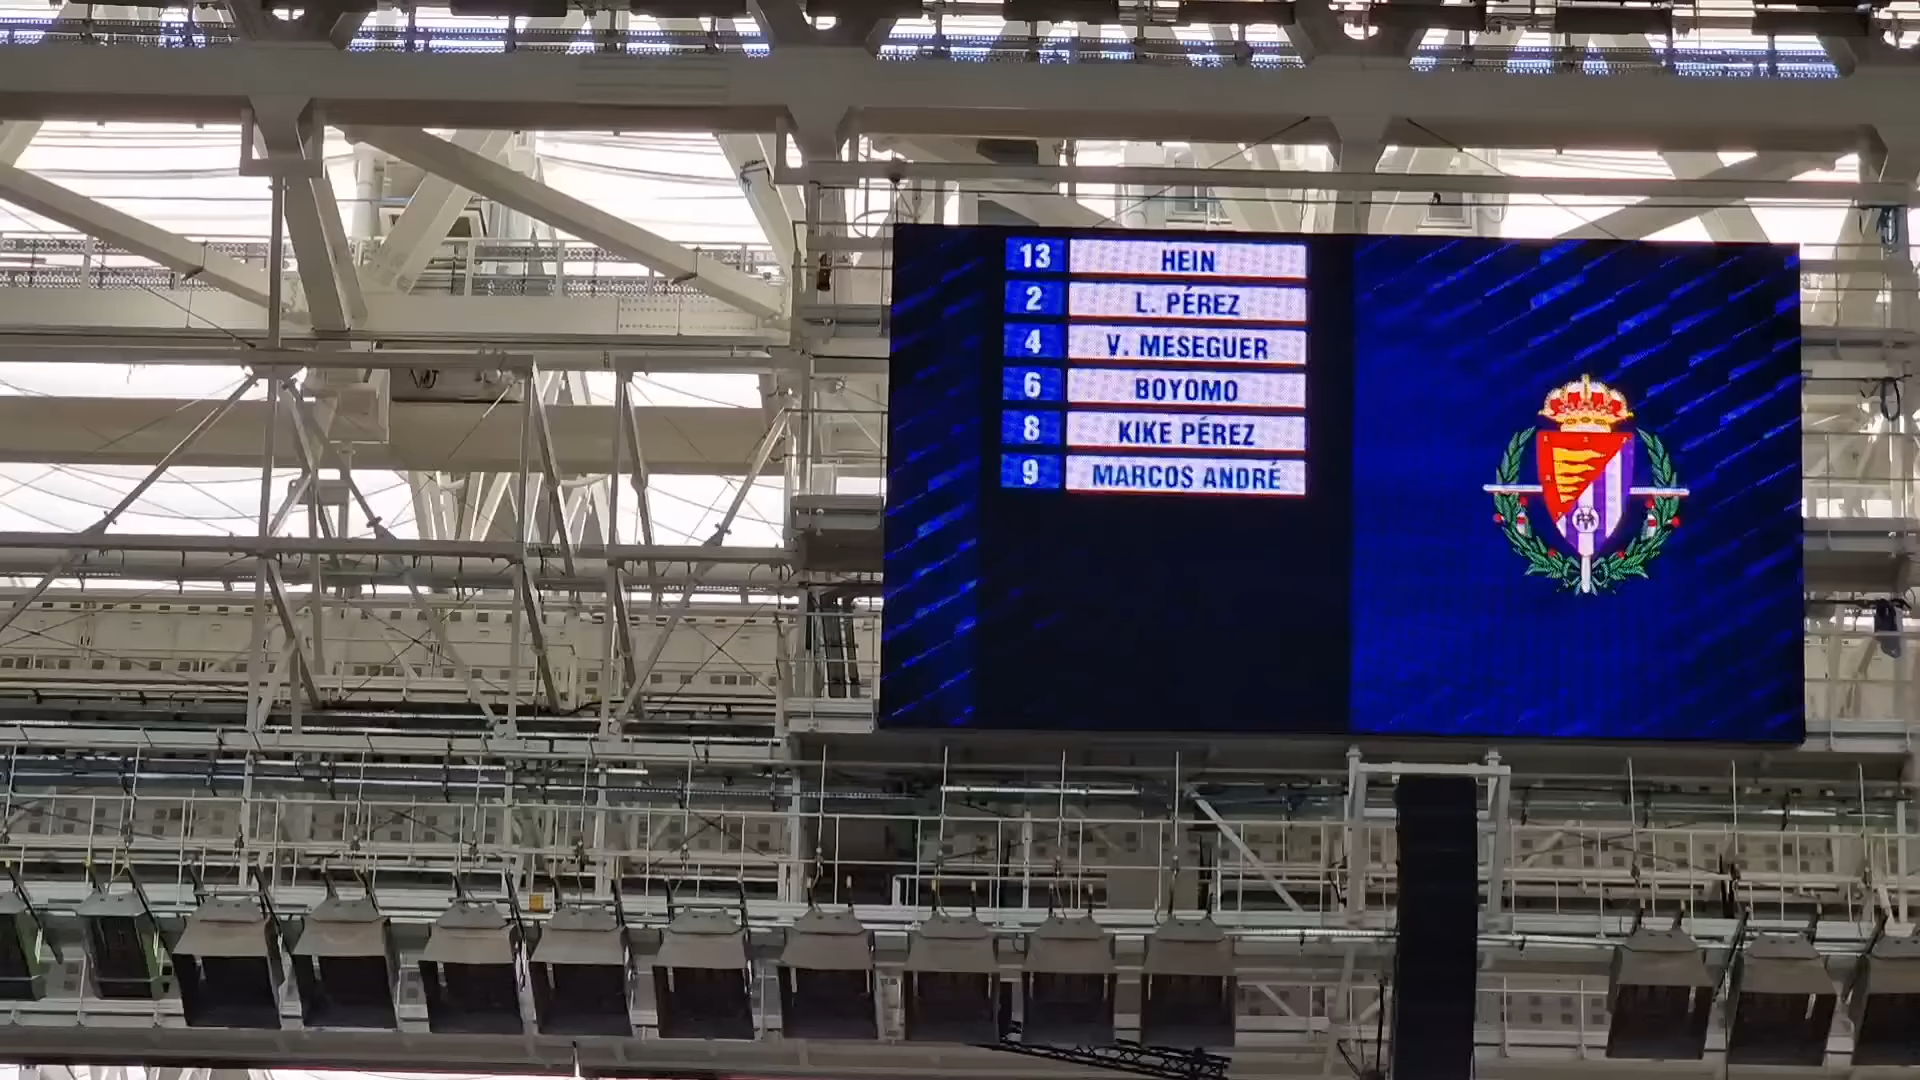 13 HEIN
2 L. PÉREZ
4 V. MESEGUER
6 BOYOMO
8 KIKE PÉREZ
9 MARCOS ANDRÉ